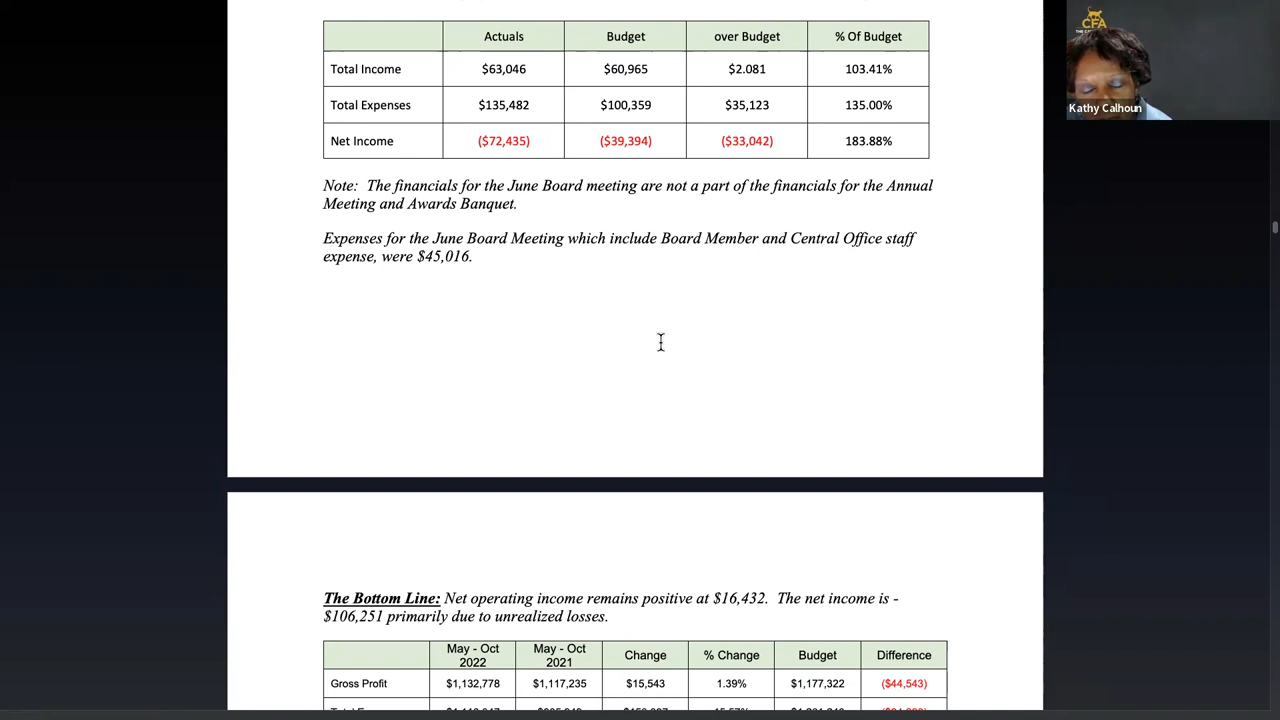 Actuals Budget over Budget % Of Budget
Total Income $63,046 $60,965 $2.081 103.41%
Total Expenses $135,482 $100,359 $35,123 135.00%
Net Income ($72,435) ($39,394) ($33,042) 183.88%
Note: The financials for the June Board meeting are not a part of the financials for the Annual
Meeting and Awards Banquet.
Expenses for the June Board Meeting which include Board Member and Central Office staff
expense, were $45,016.
The Bottom Line: Net operating income remains positive at $16,432. The net income is -
$106,251 primarily due to unrealized losses.
May - Oct 2022 May - Oct 2021 Change % Change Budget Difference
Gross Profit $1,132,778 $1,117,235 $15,543 1.39% $1,177,322 ($44,543)
CFA
Kathy Calhoun